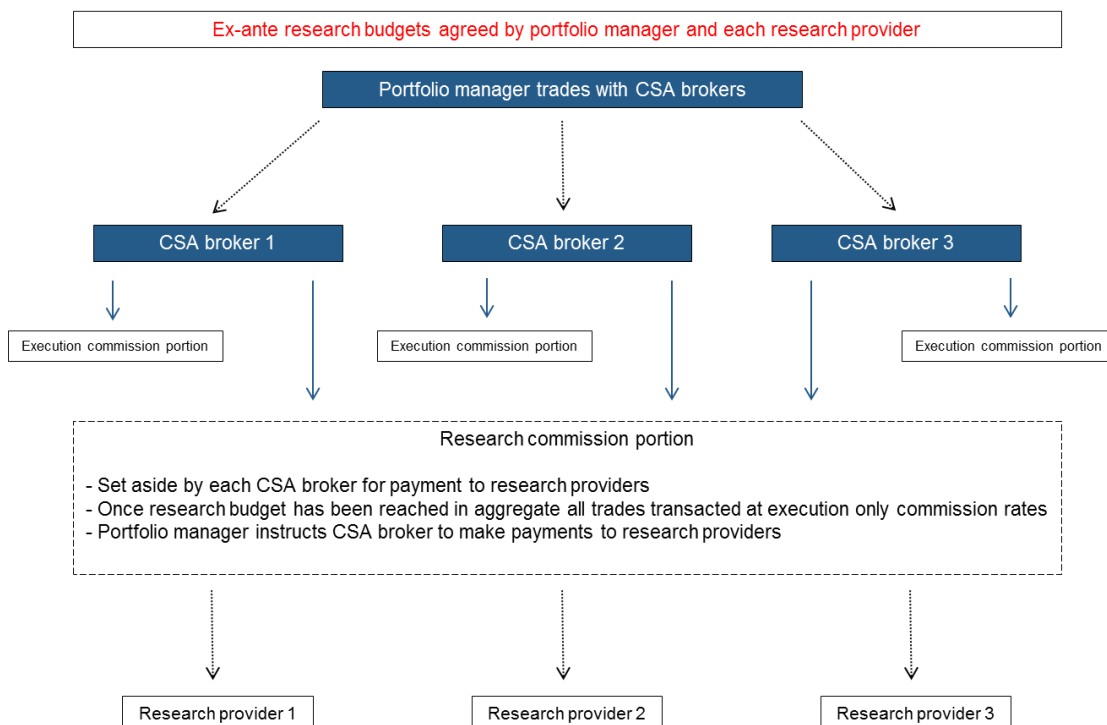 Ex-ante research budgets agreed by portfolio manager and each research provider
Portfolio manager trades with CSA brokers
CSA broker 1
CSA broker 2
CSA broker 3
Execution commission portion
Execution commission portion
Execution commission portion
Research commission portion
- Set aside by each CSA broker for payment to research providers
- Once research budget has been reached in aggregate all trades transacted at execution only commission rates
- Portfolio manager instructs CSA broker to make payments to research providers
Research provider 1
Research provider 2
Research provider 3